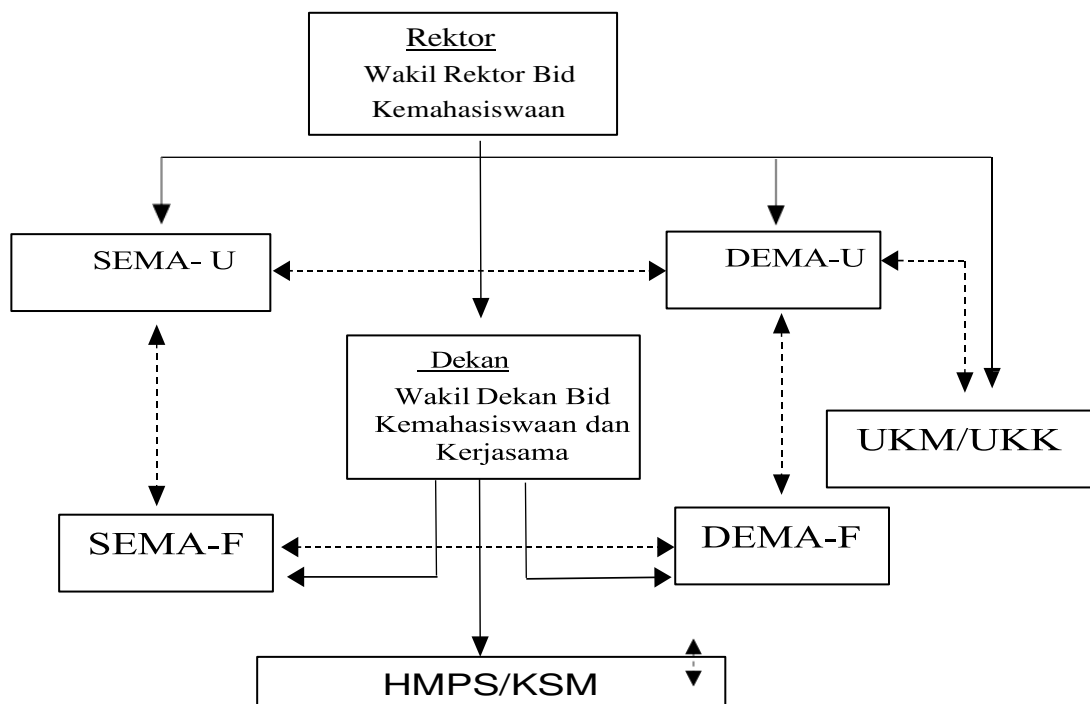 Rektor
Wakil Rektor Bid
Kemahasiswaan
SEMA- U
DEMA-U
Dekan
Wakil Dekan Bid
Kemahasiswaan dan
Kerjasama
UKM/UKK
SEMA-F
DEMA-F
HMPS/KSM